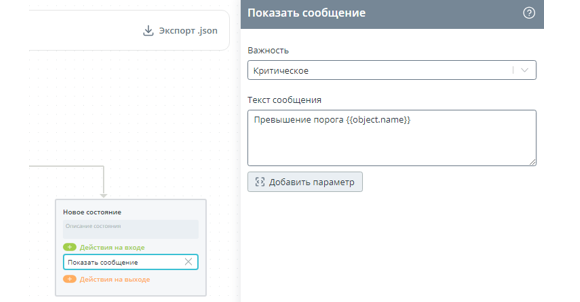 Экспорт .json
Новое состояние
Описание состояния
Действия на входе
Показать сообщение
Действия на выходе
Показать сообщение
Важность
Критическое
Текст сообщения
Превышение порога {{object.name}}
Добавить параметр